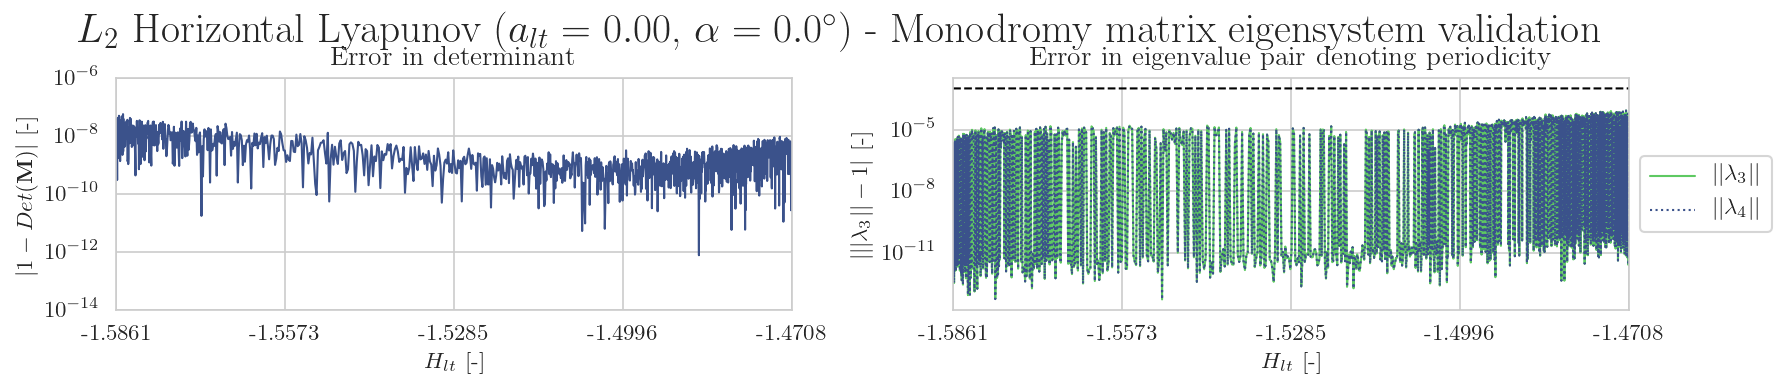 L₂ Horizontal Lyapunov (aₗₜ = 0.00, α = 0.0°) - Monodromy matrix eigensystem validation
Error in determinant
|1 − Det(M)| [-]
10⁻⁶
10⁻⁸
10⁻¹⁰
10⁻¹²
10⁻¹⁴
-1.5861 -1.5573 -1.5285 -1.4996 -1.4708
Hₗₜ [-]
Error in eigenvalue pair denoting periodicity
|||λ₃|| − 1| [-]
10⁻⁵
10⁻⁸
10⁻¹¹
-1.5861 -1.5573 -1.5285 -1.4996 -1.4708
Hₗₜ [-]
||λ₃||
||λ₄||